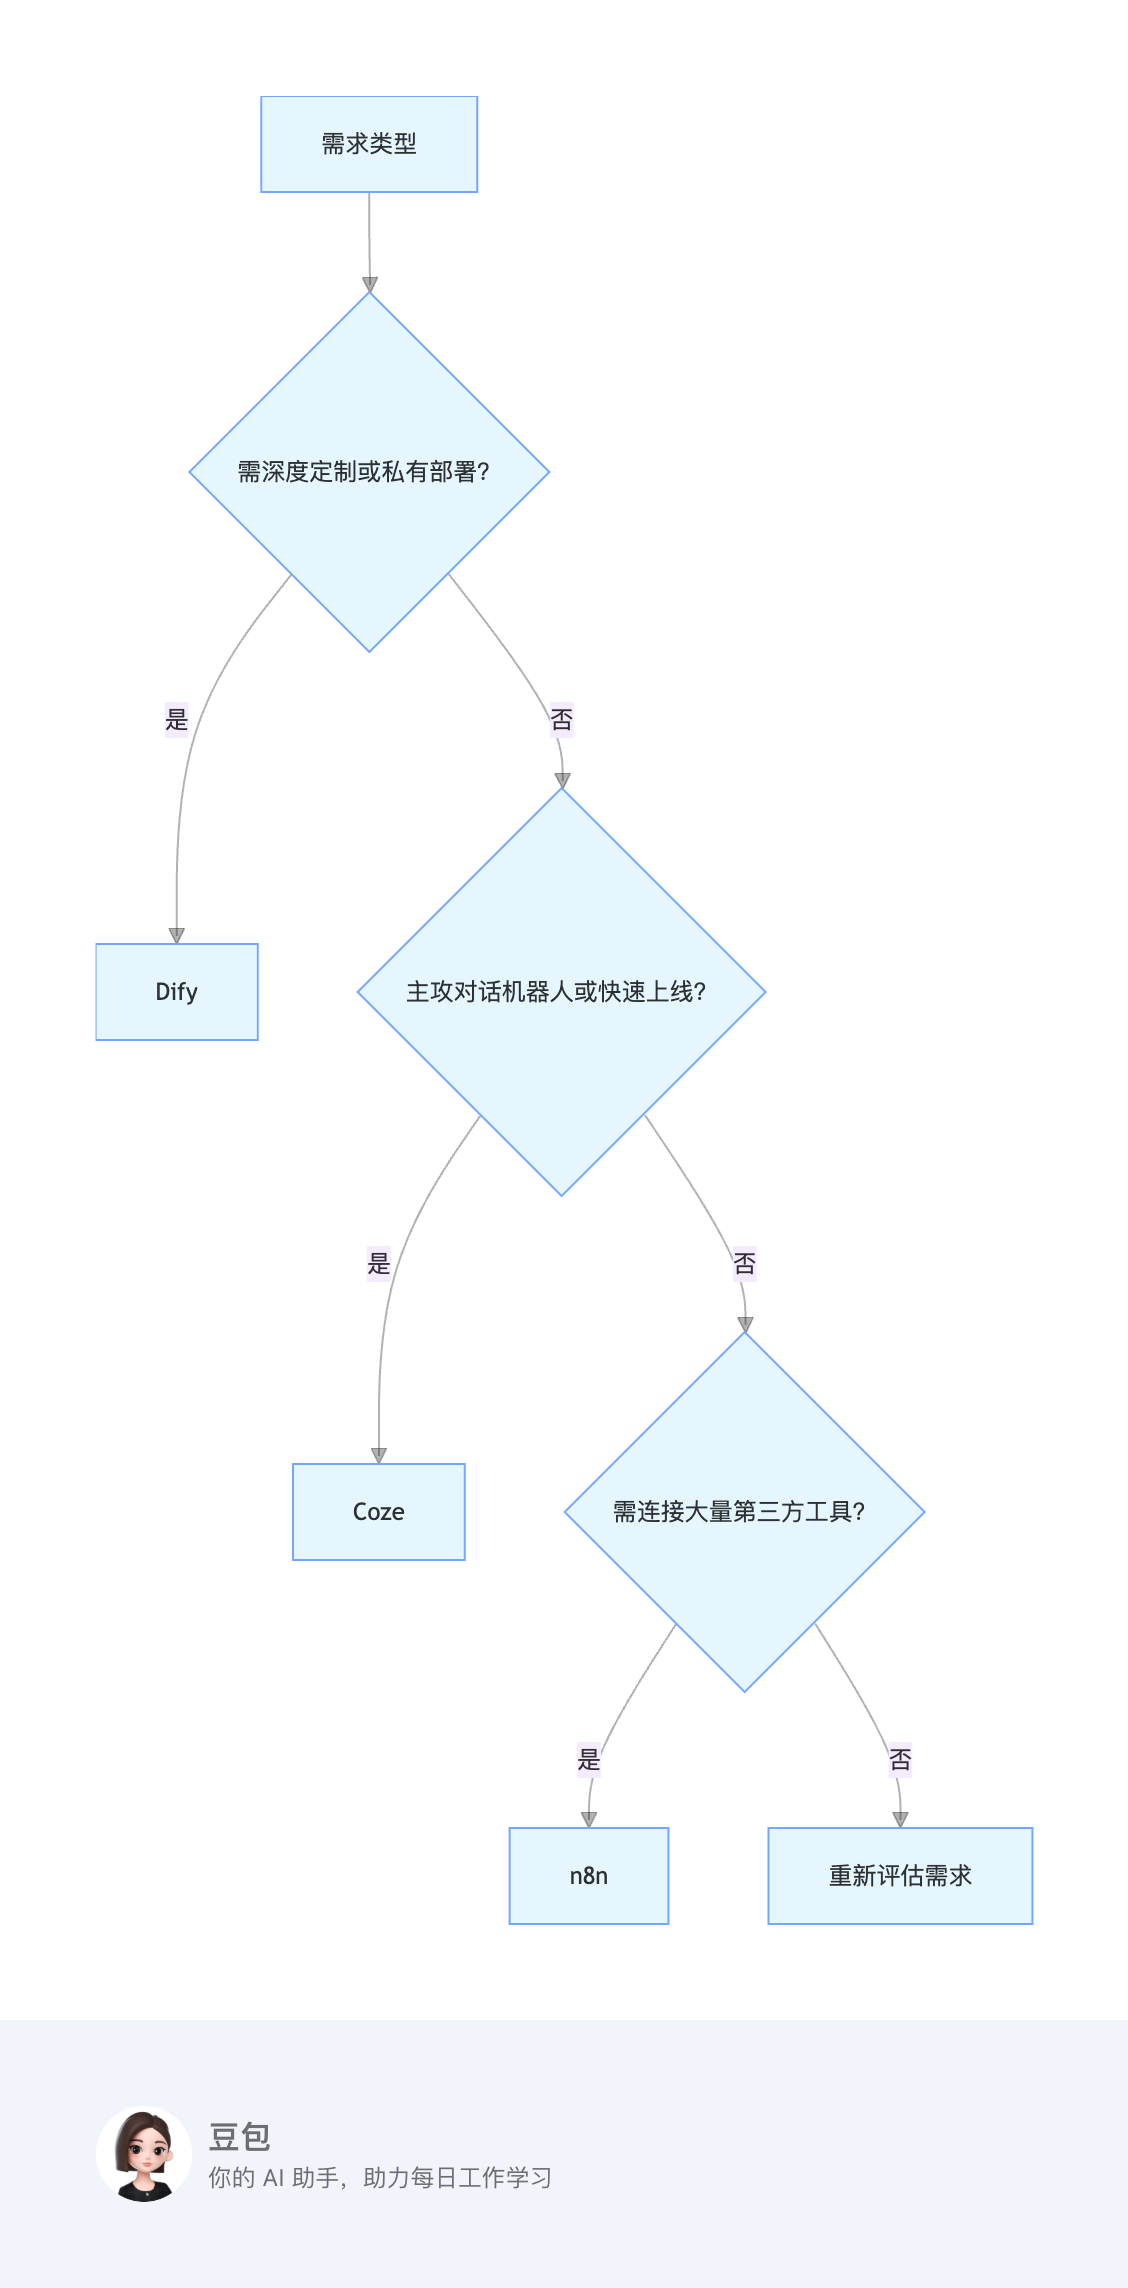 需求类型
需深度定制或私有部署?
是
否
Dify
主攻对话机器人或快速上线?
是
否
Coze
需连接大量第三方工具?
是
否
n8n
重新评估需求
豆包
你的 AI 助手，助力每日工作学习